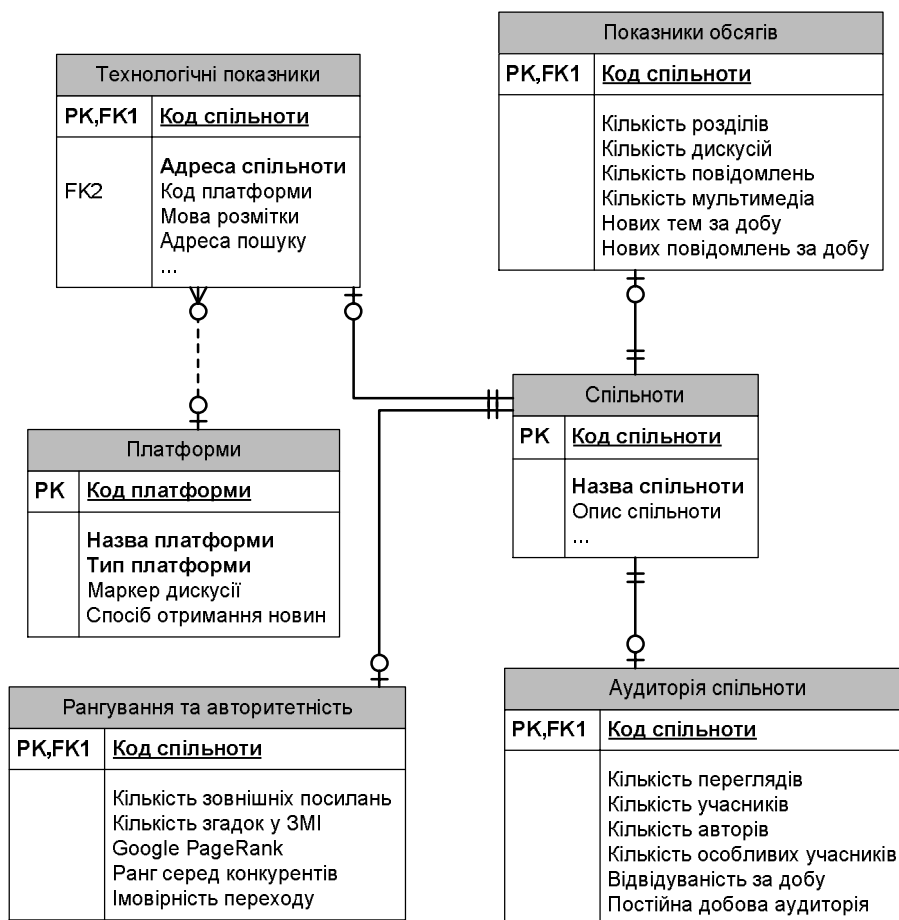 Технологічні показники
PK,FK1 Код спільноти
Адреса спільноти
FK2 Код платформи
Мова розмітки
Адреса пошуку
...
Показники обсягів
PK,FK1 Код спільноти
Кількість розділів
Кількість дискусій
Кількість повідомлень
Кількість мультимедіа
Нових тем за добу
Нових повідомлень за добу
Спільноти
PK Код спільноти
Назва спільноти
Опис спільноти
...
Платформи
PK Код платформи
Назва платформи
Тип платформи
Маркер дискусії
Спосіб отримання новин
Рангування та авторитетність
PK,FK1 Код спільноти
Кількість зовнішніх посилань
Кількість згадок у ЗМІ
Google PageRank
Ранг серед конкурентів
Імовірність переходу
Аудиторія спільноти
PK,FK1 Код спільноти
Кількість переглядів
Кількість учасників
Кількість авторів
Кількість особливих учасників
Відвідуваність за добу
Постійна добова аудиторія